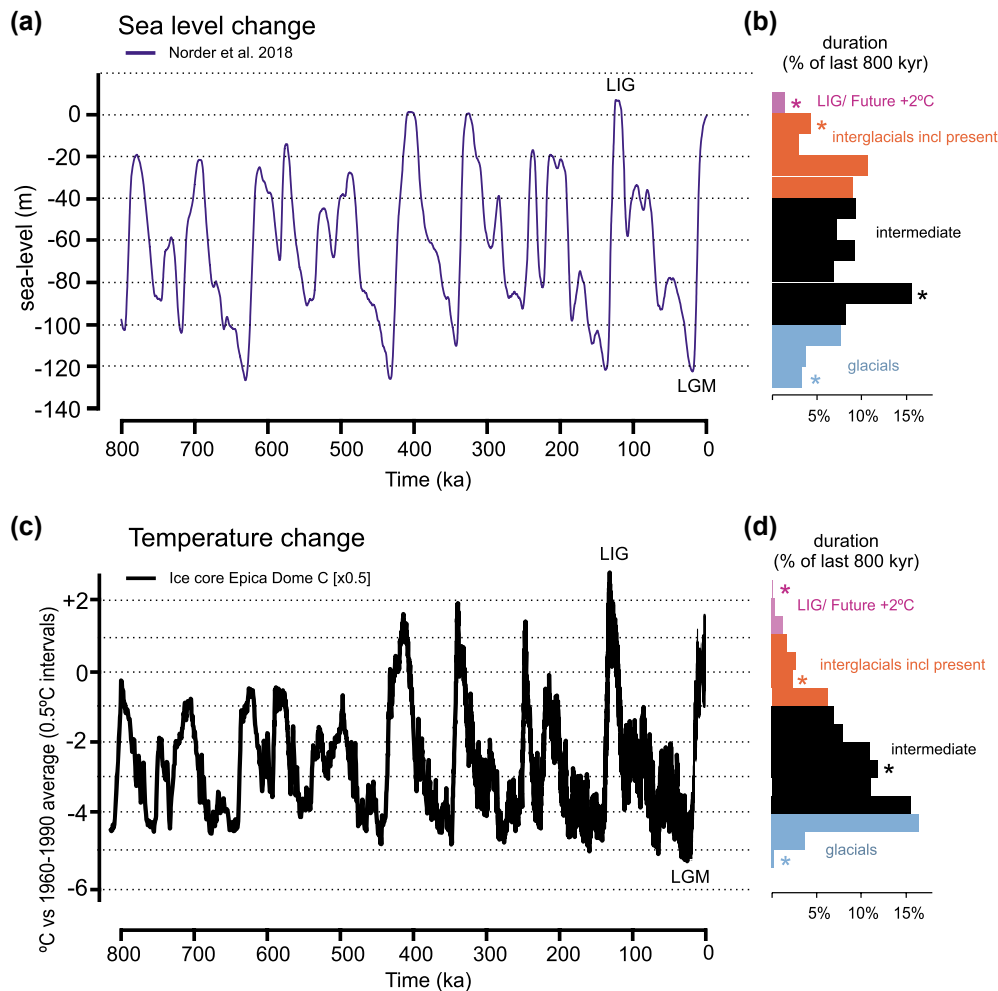 (a)
Sea level change
Norder et al. 2018
LIG
0
-20
-40
-60
-80
-100
-120
-140
sea-level (m)
LGM
800 700 600 500 400 300 200 100 0
Time (ka)
(b)
duration
(% of last 800 kyr)
LIG/ Future +2ºC
*
*
interglacials incl present
intermediate
*
glacials
*
5% 10% 15%
(c)
Temperature change
Ice core Epica Dome C [x0.5]
LIG
+2
0
-2
-4
-6
ºC vs 1960-1990 average (0.5ºC intervals)
LGM
800 700 600 500 400 300 200 100 0
Time (ka)
(d)
duration
(% of last 800 kyr)
*
LIG/ Future +2ºC
interglacials incl present
*
intermediate
*
glacials
*
5% 10% 15%